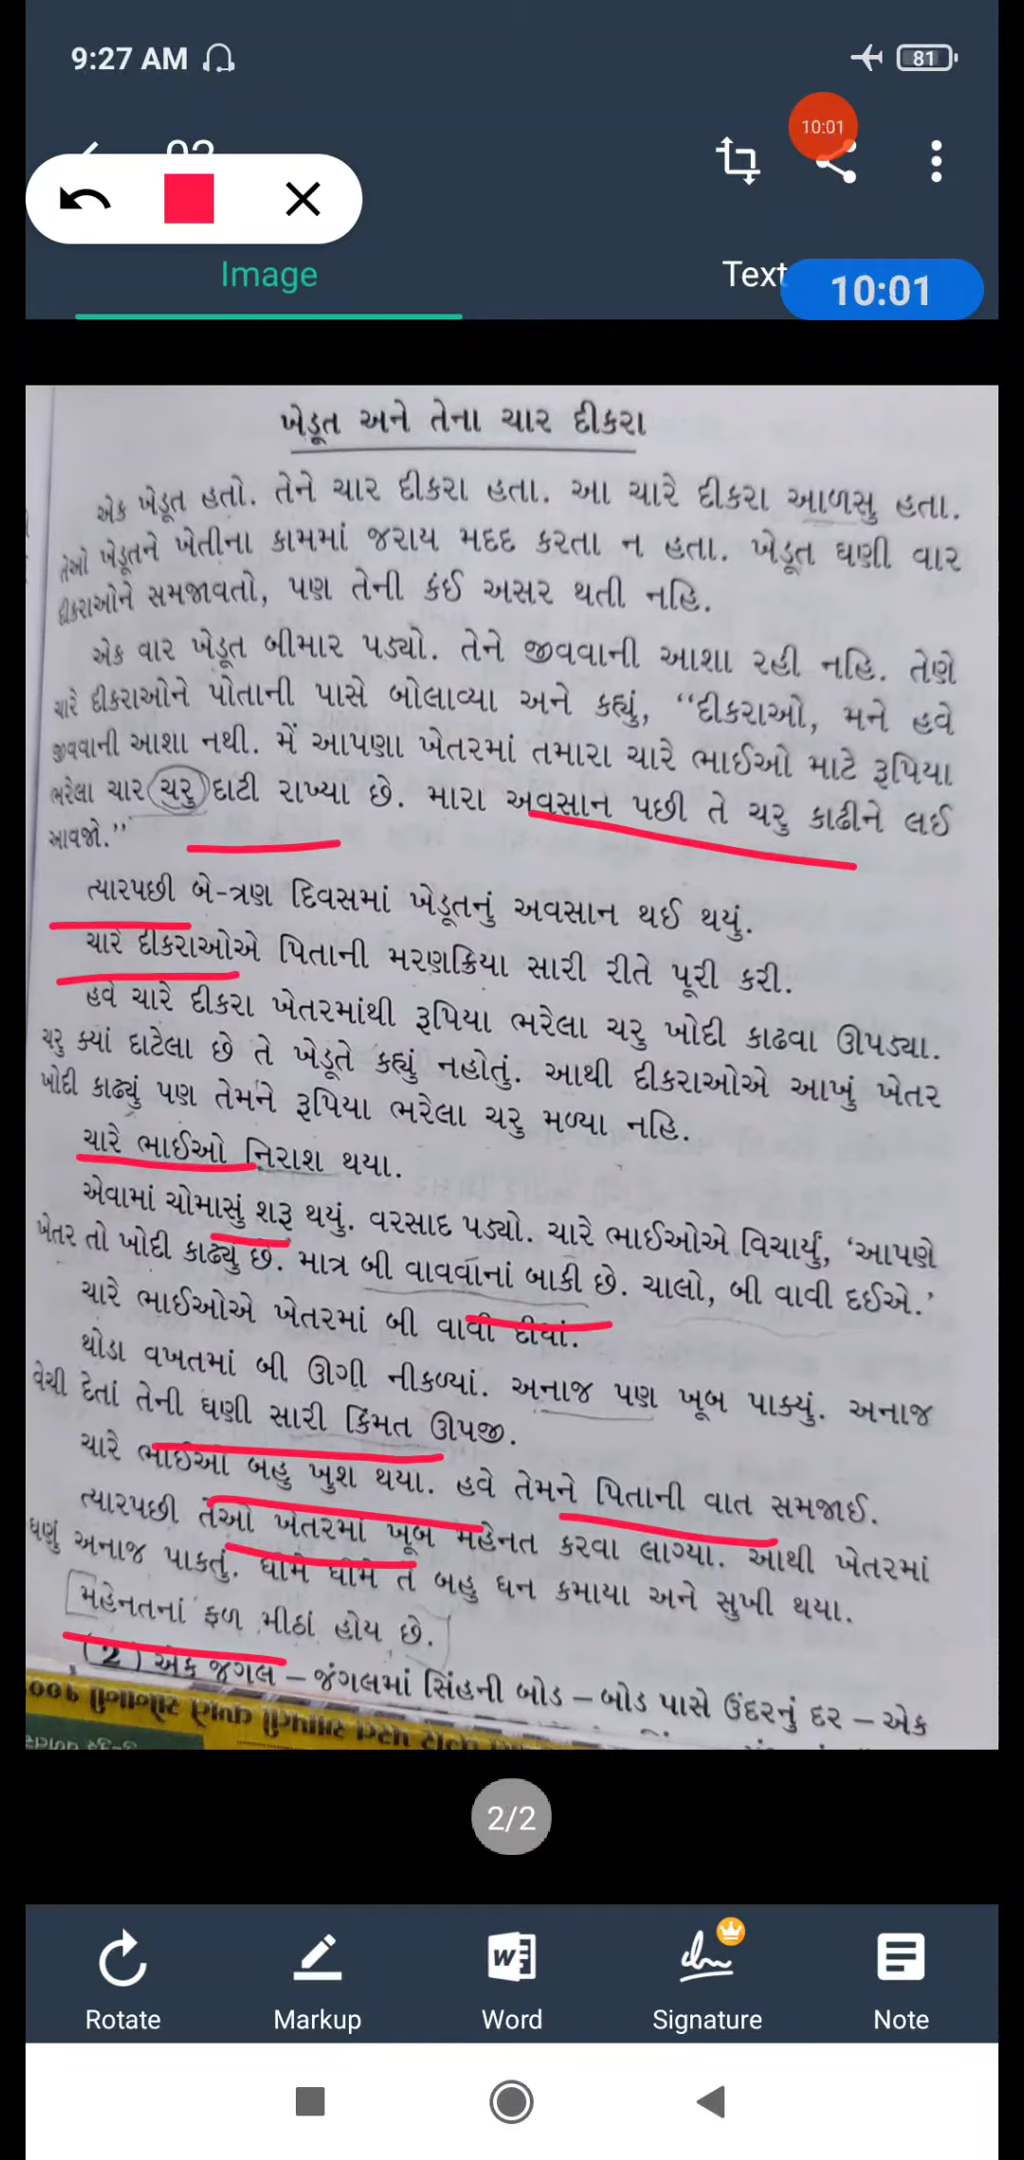 9:27 AM
81
02
10:01
Image
Text
10:01
ખેડૂત અને તેના ચાર દીકરા
એક ખેડૂત હતો. તેને ચાર દીકરા હતા. આ ચારે દીકરા આળસુ હતા.
તેઓ ખેડૂતને ખેતીના કામમાં જરાય મદદ કરતા ન હતા. ખેડૂત ઘણી વાર
દીકરાઓને સમજાવતો, પણ તેની કંઈ અસર થતી નહિ.
એક વાર ખેડૂત બીમાર પડ્યો. તેને જીવવાની આશા રહી નહિ. તેણે
ચારે દીકરાઓને પોતાની પાસે બોલાવ્યા અને કહ્યું, “દીકરાઓ, મને હવે
જીવવાની આશા નથી. મેં આપણા ખેતરમાં તમારા ચારે ભાઈઓ માટે રૂપિયા
ભરેલા ચાર ચરુ દાટી રાખ્યા છે. મારા અવસાન પછી તે ચરુ કાઢીને લઈ
આવજો.”
ત્યારપછી બે-ત્રણ દિવસમાં ખેડૂતનું અવસાન થઈ થયું.
ચારે દીકરાઓએ પિતાની મરણક્રિયા સારી રીતે પૂરી કરી.
હવે ચારે દીકરા ખેતરમાંથી રૂપિયા ભરેલા ચરુ ખોદી કાઢવા ઊપડ્યા.
ચરુ ક્યાં દાટેલા છે તે ખેડૂતે કહ્યું નહોતું. આથી દીકરાઓએ આખું ખેતર
ખોદી કાઢ્યું પણ તેમને રૂપિયા ભરેલા ચરુ મળ્યા નહિ.
ચારે ભાઈઓ નિરાશ થયા.
એવામાં ચોમાસું શરૂ થયું. વરસાદ પડ્યો. ચારે ભાઈઓએ વિચાર્યું, ‘આપણે
ખેતર તો ખોદી કાઢ્યું છે. માત્ર બી વાવવાનાં બાકી છે. ચાલો, બી વાવી દઈએ.’
ચારે ભાઈઓએ ખેતરમાં બી વાવી દીધાં.
થોડા વખતમાં બી ઊગી નીકળ્યાં. અનાજ પણ ખૂબ પાક્યું. અનાજ
વેચી દેતાં તેની ઘણી સારી કિંમત ઊપજી.
ચારે ભાઈઓ બહુ ખુશ થયા. હવે તેમને પિતાની વાત સમજાઈ.
ત્યારપછી તેઓ ખેતરમાં ખૂબ મહેનત કરવા લાગ્યા. આથી ખેતરમાં
ઘણું અનાજ પાકતું. ધીમે ધીમે તે બહુ ધન કમાયા અને સુખી થયા.
મહેનતનાં ફળ મીઠાં હોય છે.
(2) એક જંગલ – જંગલમાં સિંહની બોડ – બોડ પાસે ઉંદરનું દર – એક
2/2
Rotate
Markup
Word
Signature
Note